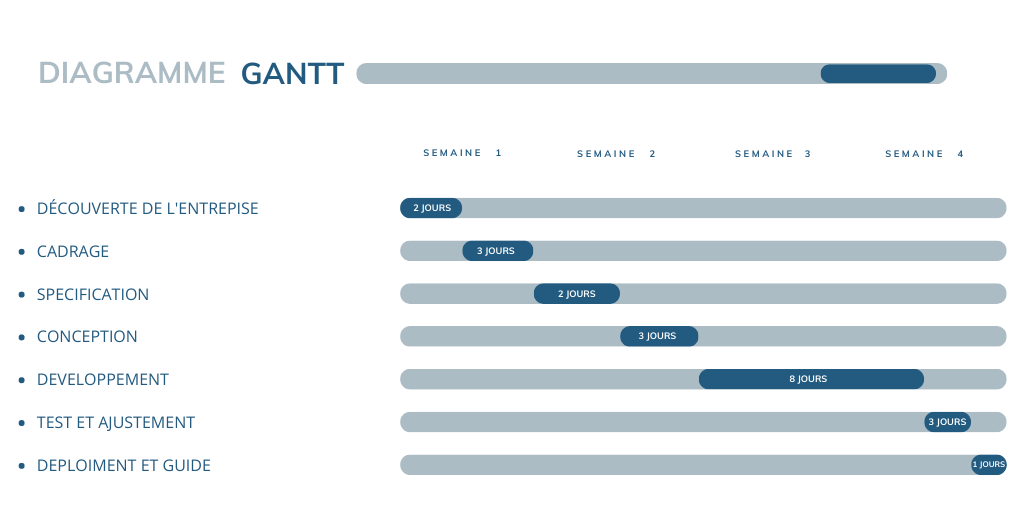 DIAGRAMME GANTT
SEMAINE 1 SEMAINE 2 SEMAINE 3 SEMAINE 4
• DÉCOUVERTE DE L'ENTREPISE 2 JOURS
• CADRAGE 3 JOURS
• SPECIFICATION 2 JOURS
• CONCEPTION 3 JOURS
• DEVELOPPEMENT 8 JOURS
• TEST ET AJUSTEMENT 3 JOURS
• DEPLOIMENT ET GUIDE 1 JOURS